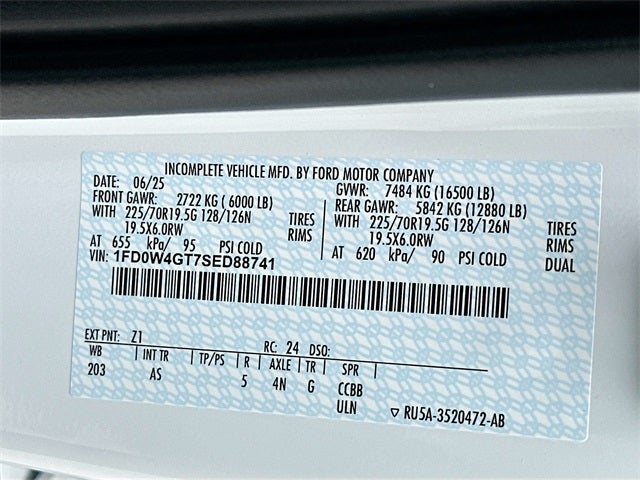 INCOMPLETE VEHICLE MFD. BY FORD MOTOR COMPANY
DATE: 06/25 GVWR: 7484 KG (16500 LB)
FRONT GAWR: 2722 KG ( 6000 LB) REAR GAWR: 5842 KG (12880 LB)
WITH 225/70R19.5G 128/126N TIRES WITH 225/70R19.5G 128/126N TIRES
19.5X6.0RW RIMS 19.5X6.0RW RIMS
AT 655 kPa/ 95 PSI COLD AT 620 kPa/ 90 PSI COLD DUAL
VIN: 1FD0W4GT7SED88741
EXT PNT: Z1 RC: 24 DSO:
WB INT TR TP/PS R AXLE TR SPR
203 AS 5 4N G CCBB
ULN ▽ RU5A-3520472-AB